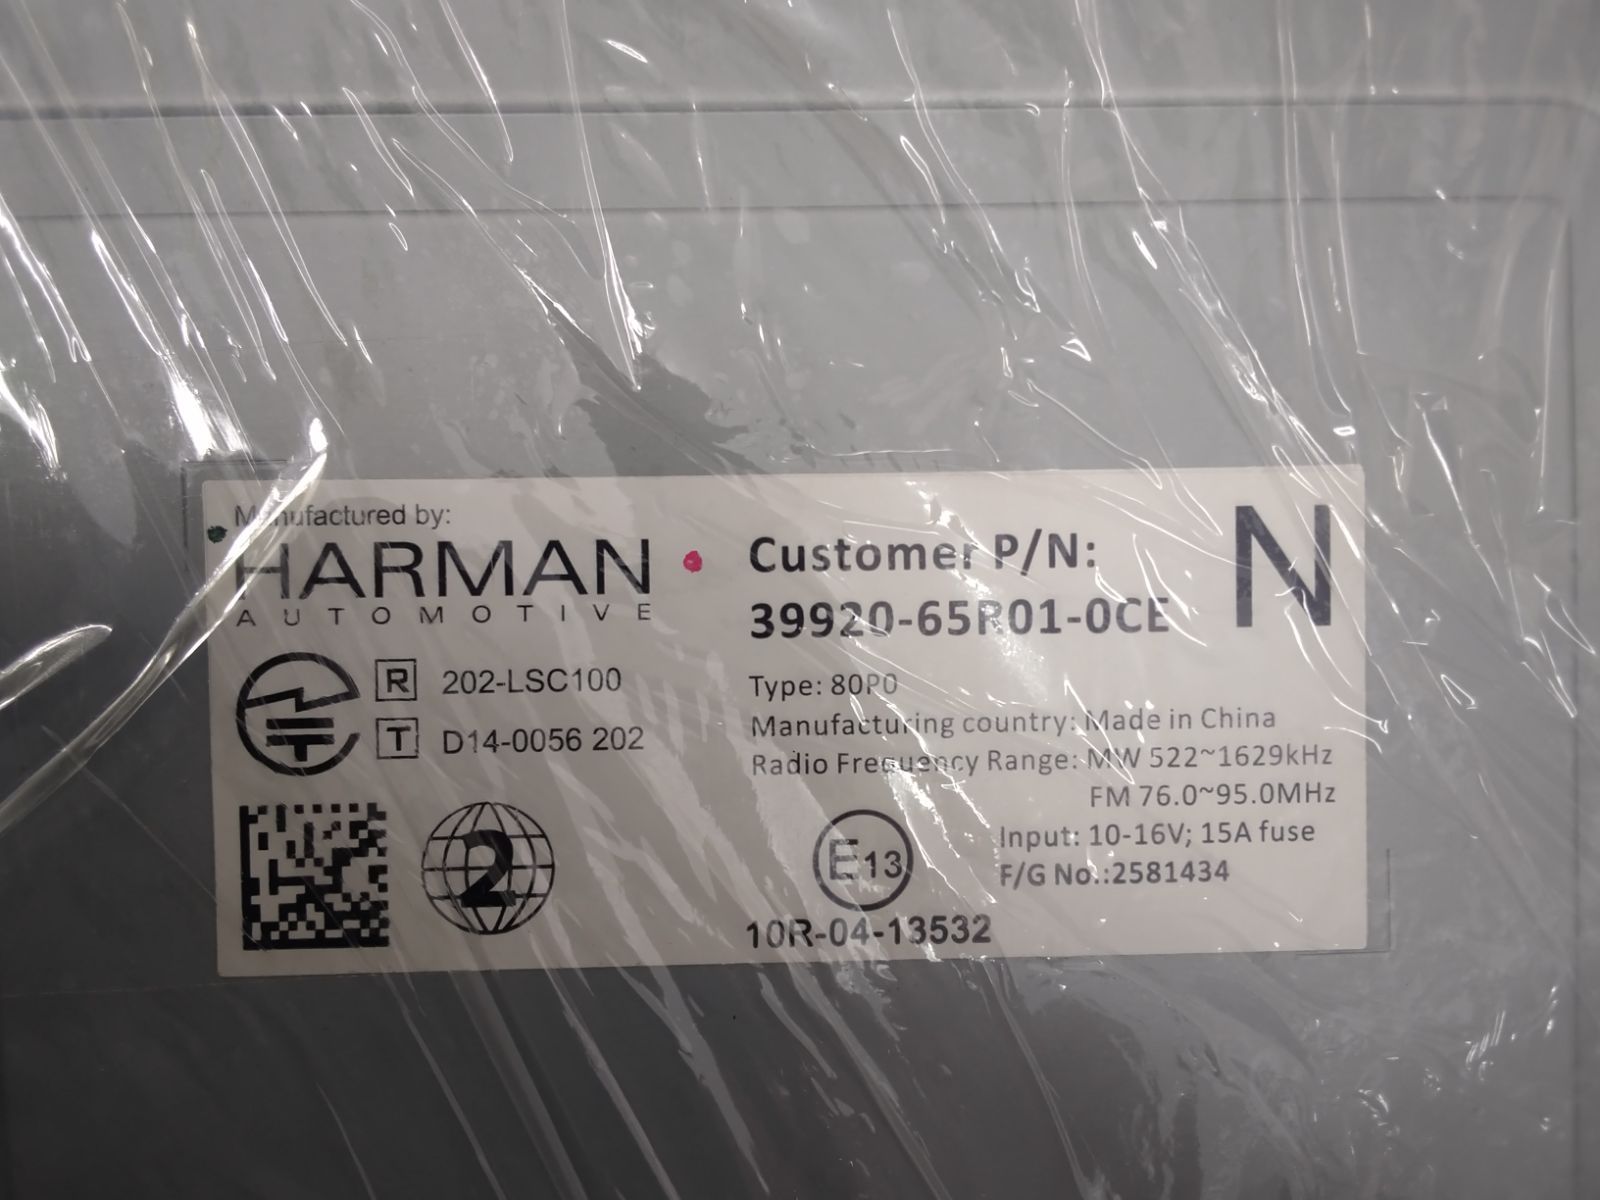 Manufactured by:
HARMAN
AUTOMOTIVE
R 202-LSC100
T D14-0056 202
2
Customer P/N:
39920-65R01-0CE
N
Type: 80P0
Manufacturing country: Made in China
Radio Frequency Range: MW 522~1629kHz
FM 76.0~95.0MHz
Input: 10-16V; 15A fuse
F/G No.:2581434
E13
10R-04-13532